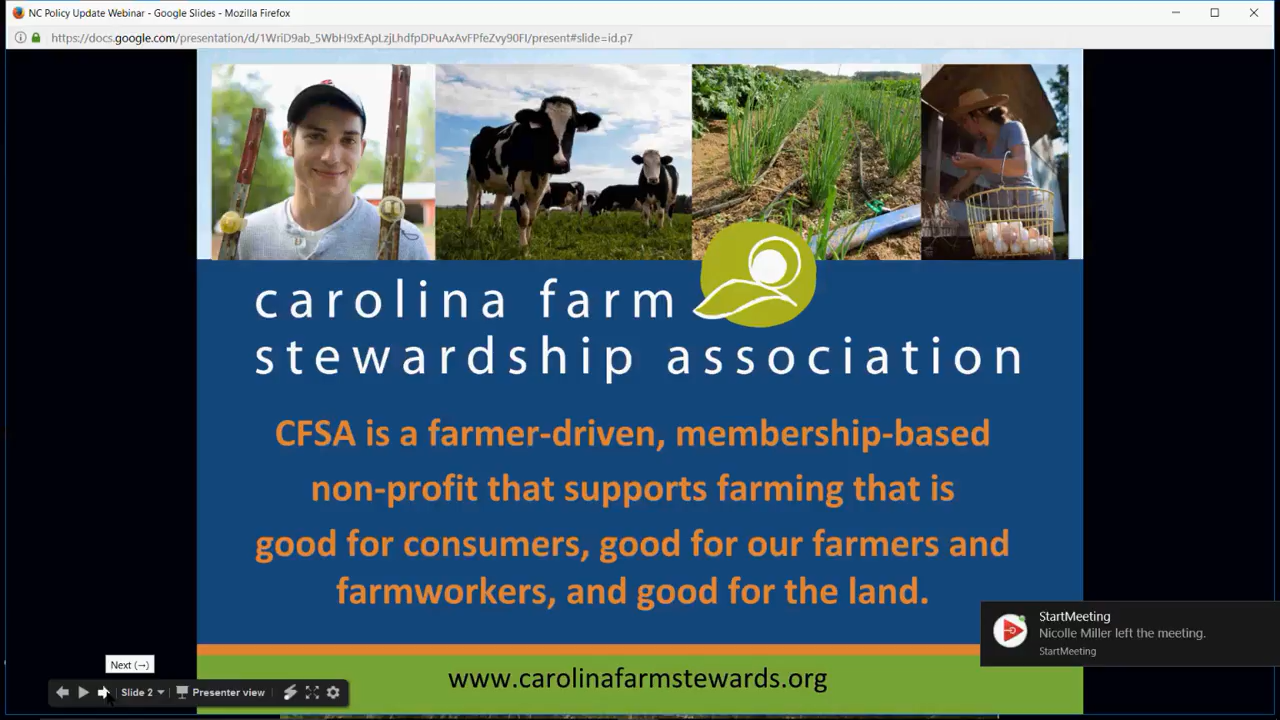 NC Policy Update Webinar - Google Slides - Mozilla Firefox
https://docs.google.com/presentation/d/1WriD9ab_5WbH9xEApLzjLhdfpDPuAxAvFPfeZvy90FI/present#slide=id.p7
carolina farm
stewardship association
CFSA is a farmer-driven, membership-based
non-profit that supports farming that is
good for consumers, good for our farmers and
farmworkers, and good for the land.
StartMeeting
Nicolle Miller left the meeting.
StartMeeting
Next (→)
Slide 2
Presenter view
www.carolinafarmstewards.org